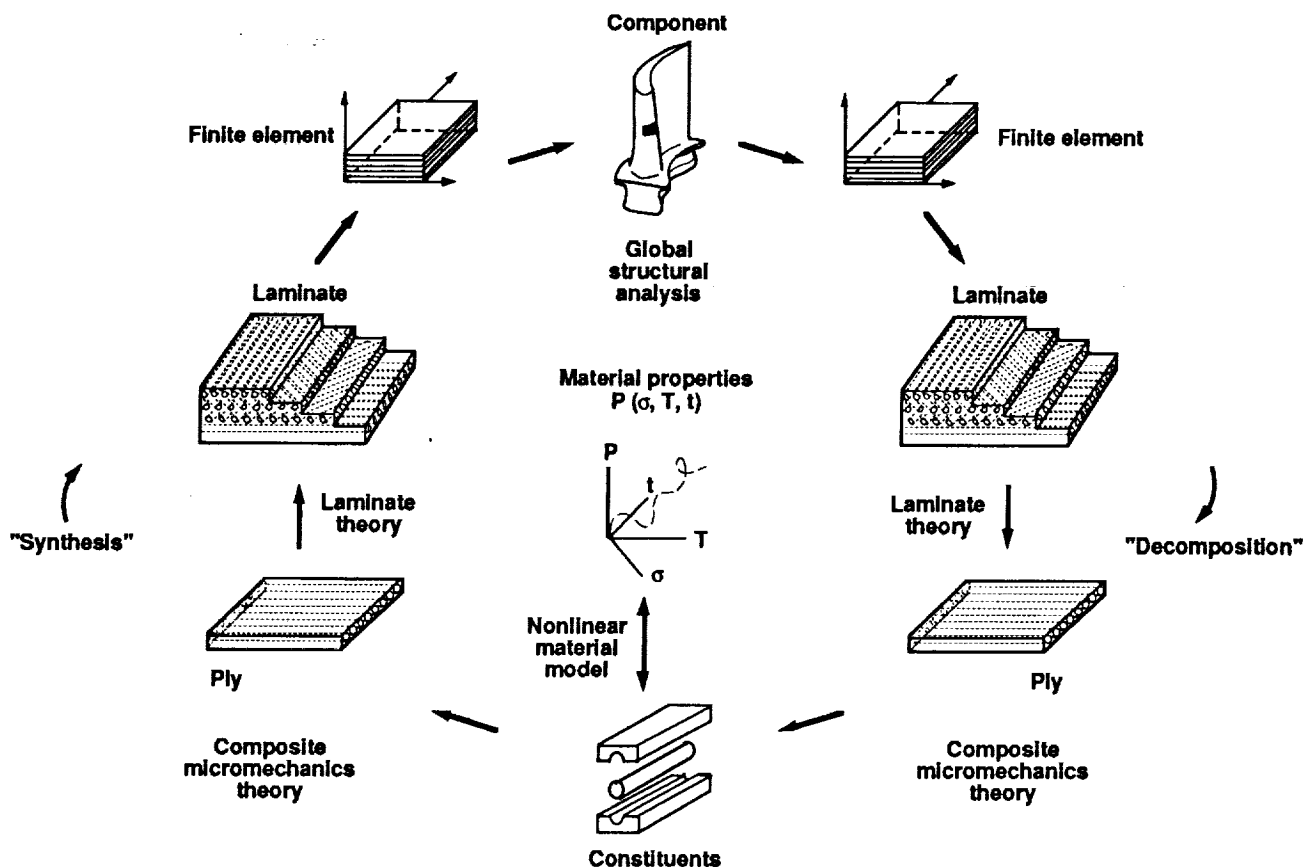 Component
Finite element
Finite element
Global
structural
analysis
Laminate
Laminate
Material properties
P (σ, T, t)
P
t
T
σ
Laminate
theory
Laminate
theory
"Synthesis"
"Decomposition"
Nonlinear
material
model
Ply
Ply
Composite
micromechanics
theory
Composite
micromechanics
theory
Constituents